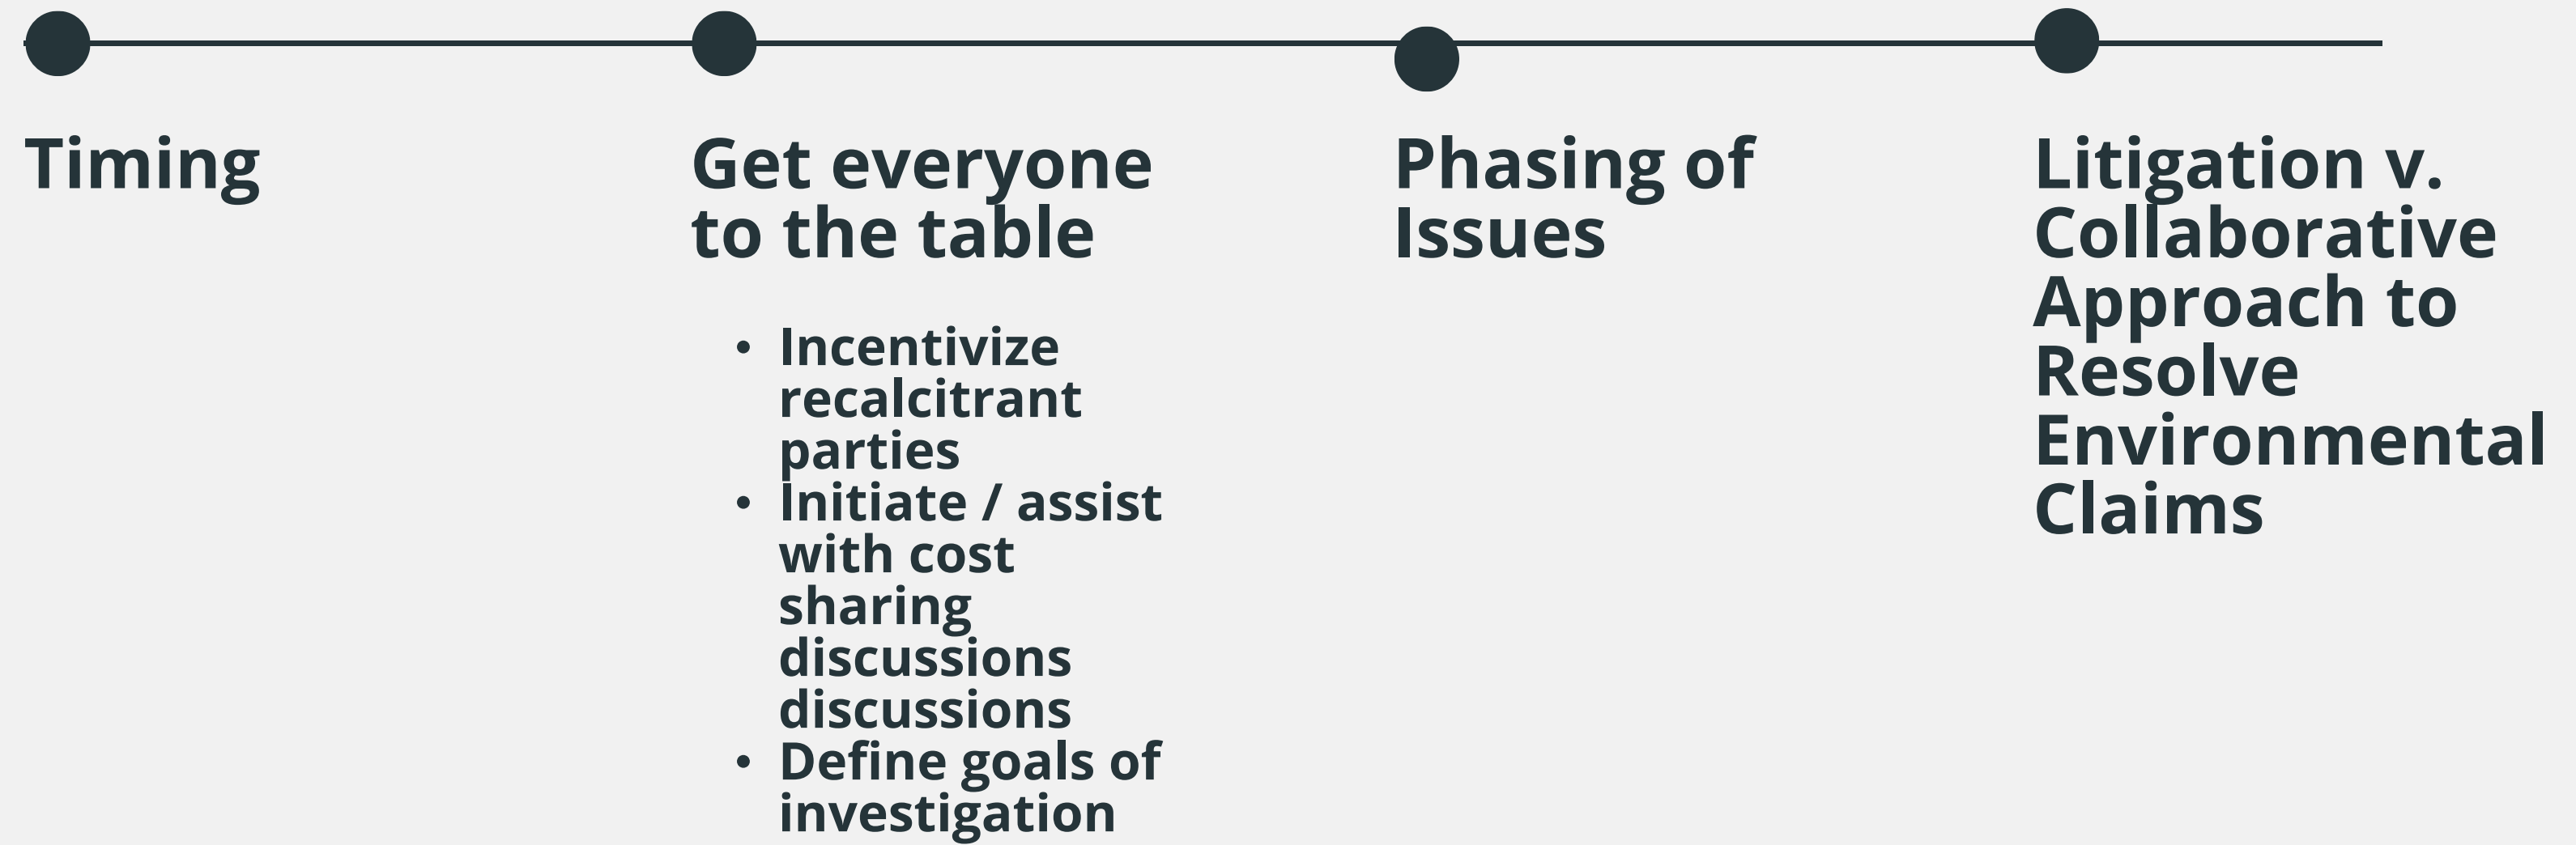 Timing
Get everyone
to the table
• Incentivize
recalcitrant
parties
• Initiate / assist
with cost
sharing
discussions
discussions
• Define goals of
investigation
Phasing of
Issues
Litigation v.
Collaborative
Approach to
Resolve
Environmental
Claims